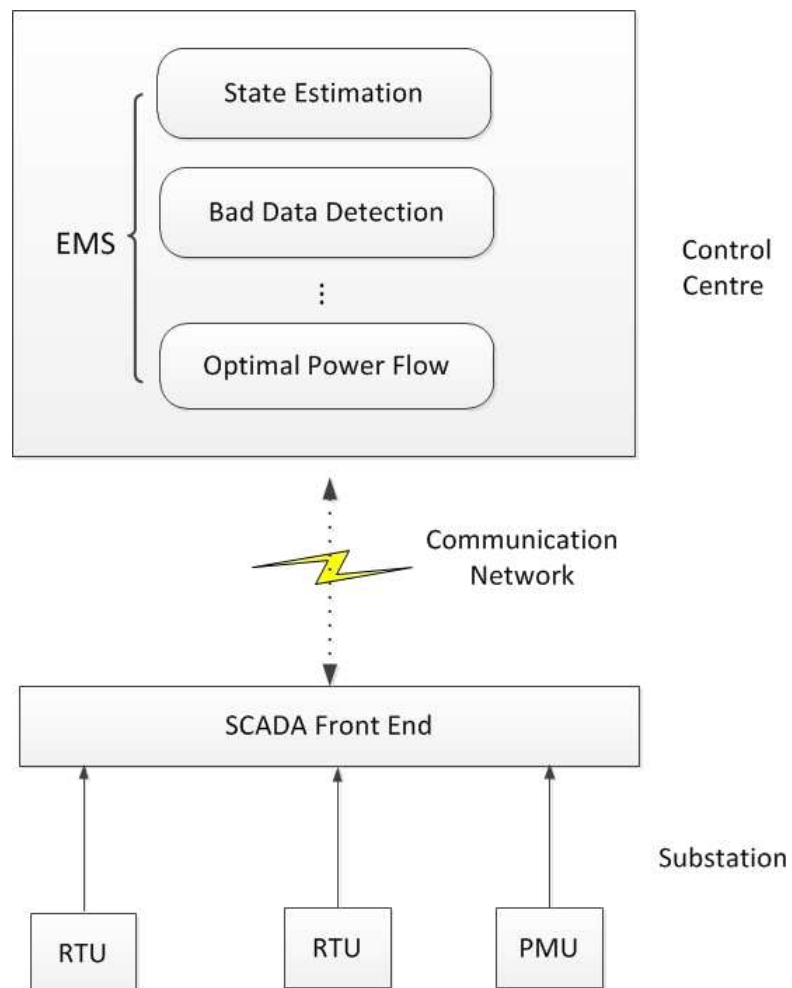 State Estimation
Bad Data Detection
EMS
⋮
Optimal Power Flow
Control
Centre
Communication
Network
SCADA Front End
Substation
RTU
RTU
PMU